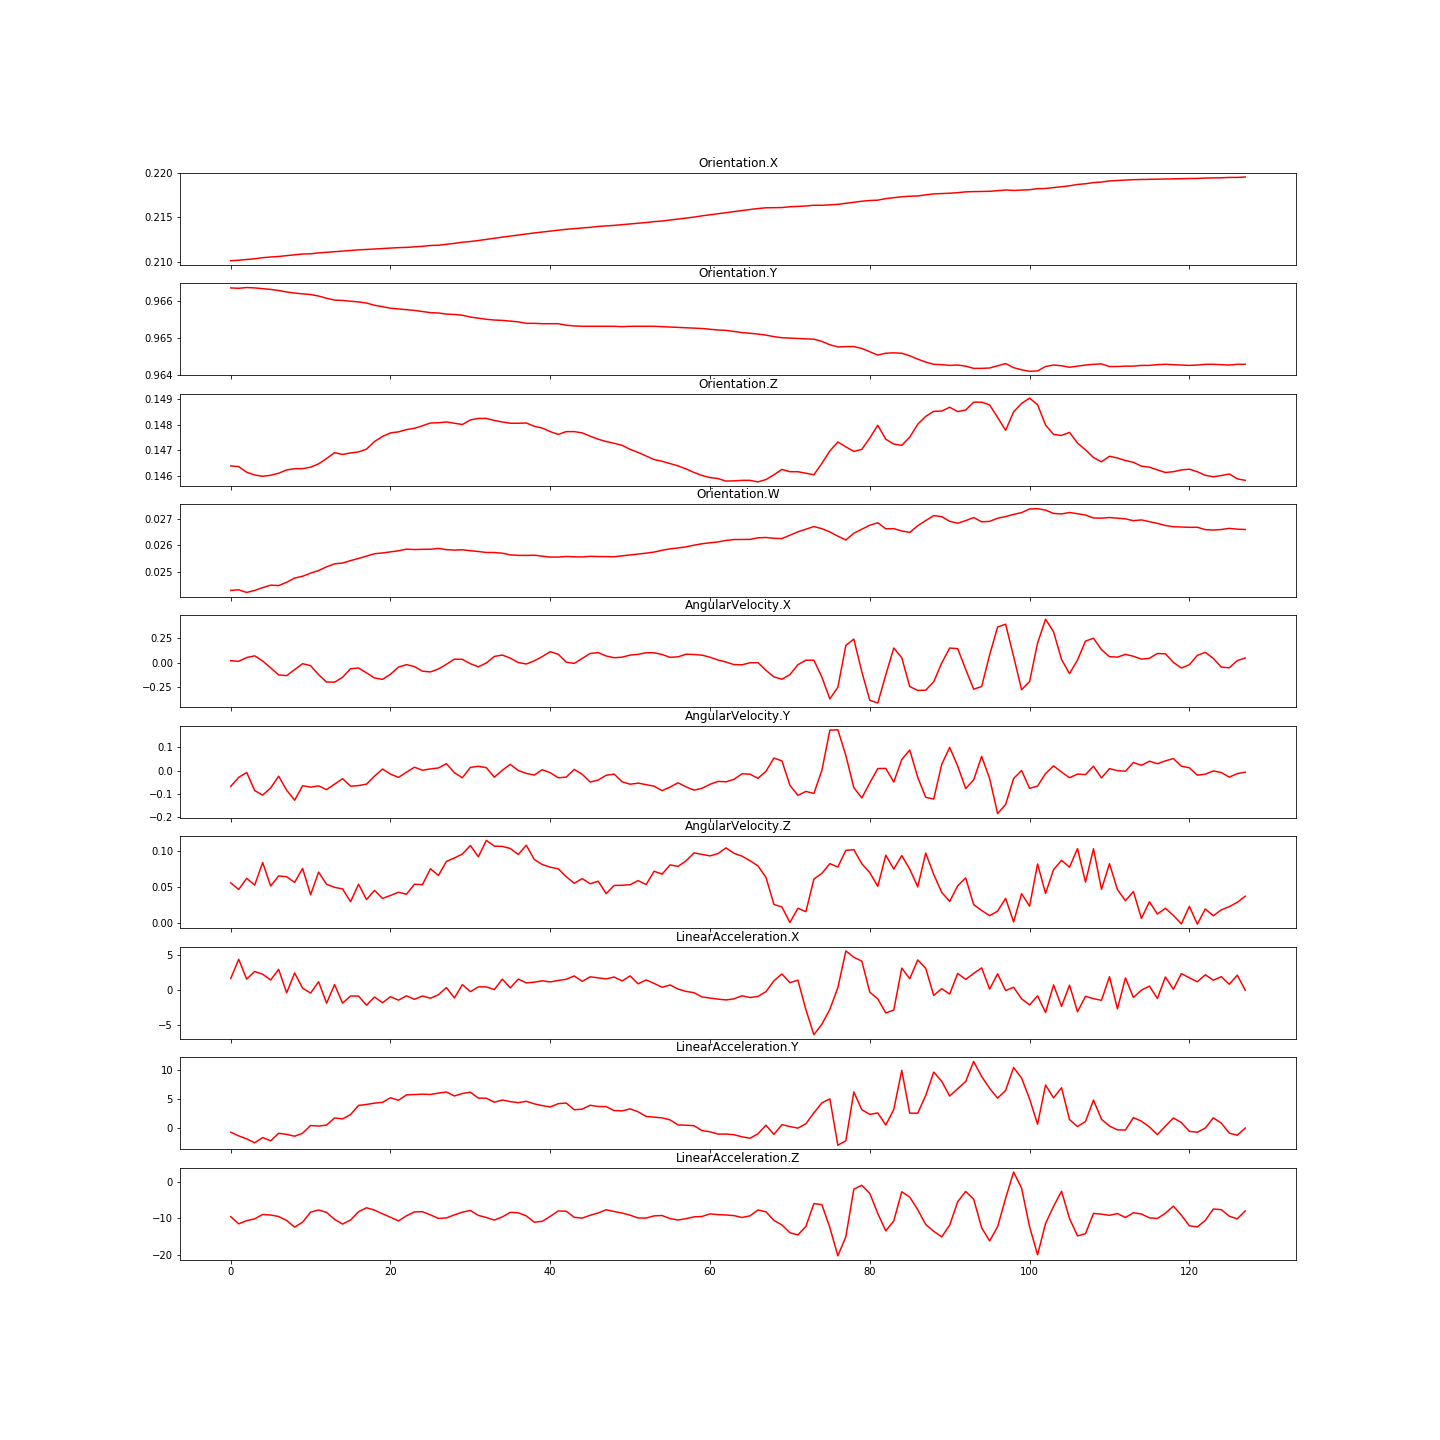 Orientation.X
0.220
0.215
0.210
Orientation.Y
0.966
0.965
0.964
Orientation.Z
0.149
0.148
0.147
0.146
Orientation.W
0.027
0.026
0.025
AngularVelocity.X
0.25
0.00
−0.25
AngularVelocity.Y
0.1
0.0
−0.1
−0.2
AngularVelocity.Z
0.10
0.05
0.00
LinearAcceleration.X
5
0
−5
LinearAcceleration.Y
10
5
0
LinearAcceleration.Z
0
−10
−20
0 20 40 60 80 100 120